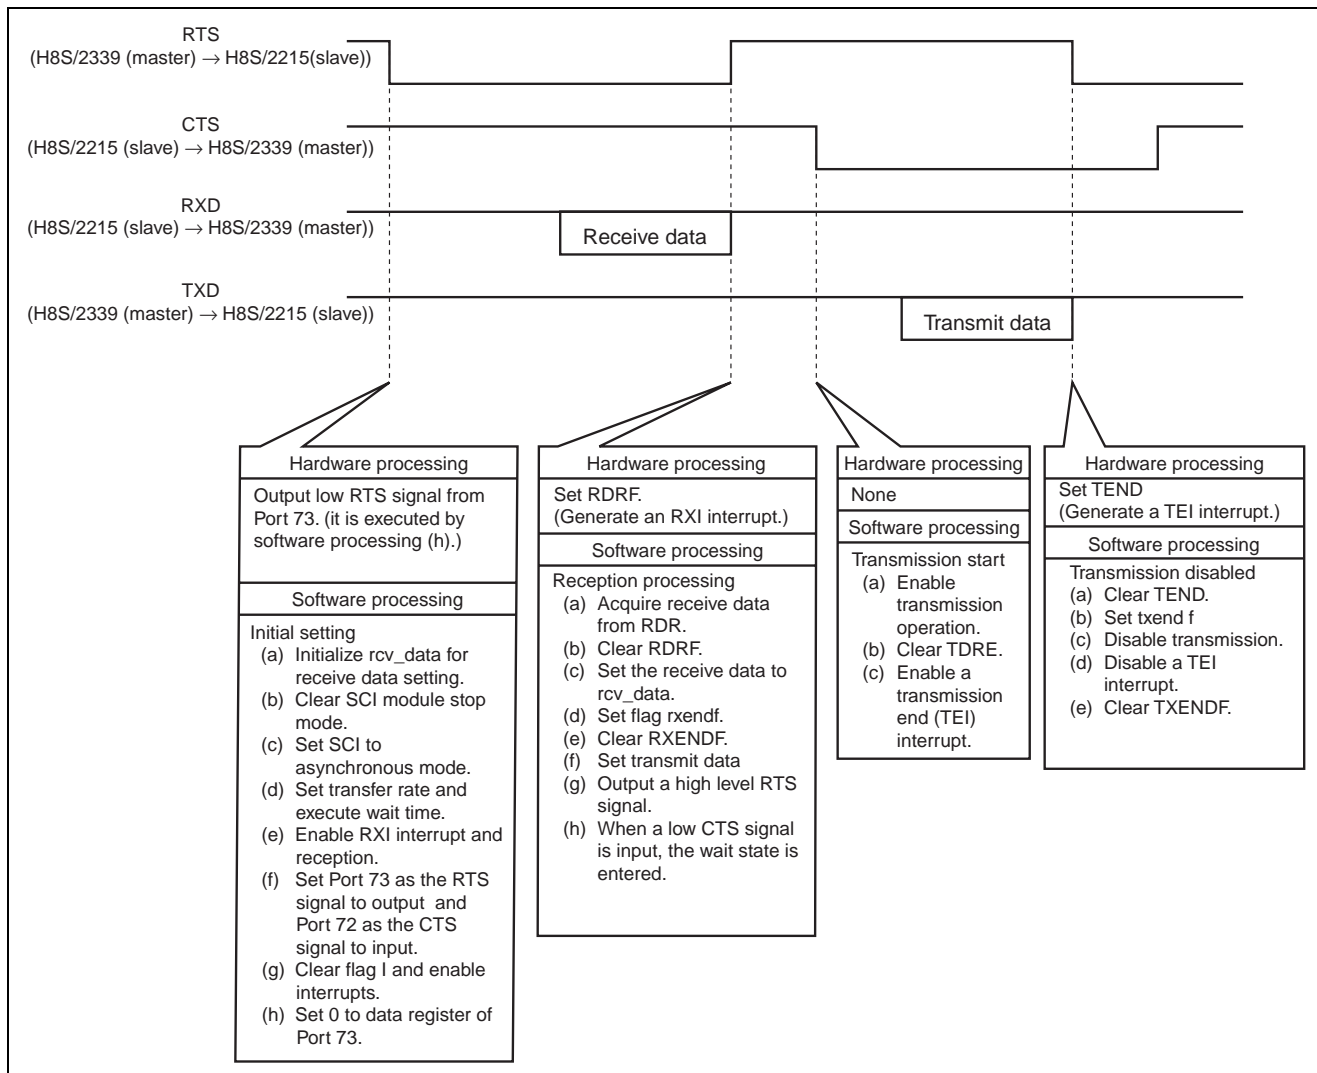 RTS
(H8S/2339 (master) → H8S/2215(slave))
CTS
(H8S/2215 (slave) → H8S/2339 (master))
RXD
(H8S/2215 (slave) → H8S/2339 (master))
Receive data
TXD
(H8S/2339 (master) → H8S/2215 (slave))
Transmit data
Hardware processing
Output low RTS signal from
Port 73. (it is executed by
software processing (h).)
Software processing
Initial setting
(a) Initialize rcv_data for
receive data setting.
(b) Clear SCI module stop
mode.
(c) Set SCI to
asynchronous mode.
(d) Set transfer rate and
execute wait time.
(e) Enable RXI interrupt and
reception.
(f) Set Port 73 as the RTS
signal to output and
Port 72 as the CTS
signal to input.
(g) Clear flag I and enable
interrupts.
(h) Set 0 to data register of
Port 73.
Hardware processing
Set RDRF.
(Generate an RXI interrupt.)
Software processing
Reception processing
(a) Acquire receive data
from RDR.
(b) Clear RDRF.
(c) Set the receive data to
rcv_data.
(d) Set flag rxendf.
(e) Clear RXENDF.
(f) Set transmit data
(g) Output a high level RTS
signal.
(h) When a low CTS signal
is input, the wait state is
entered.
Hardware processing
None
Software processing
Transmission start
(a) Enable
transmission
operation.
(b) Clear TDRE.
(c) Enable a
transmission
end (TEI)
interrupt.
Hardware processing
Set TEND
(Generate a TEI interrupt.)
Software processing
Transmission disabled
(a) Clear TEND.
(b) Set txend f
(c) Disable transmission.
(d) Disable a TEI
interrupt.
(e) Clear TXENDF.